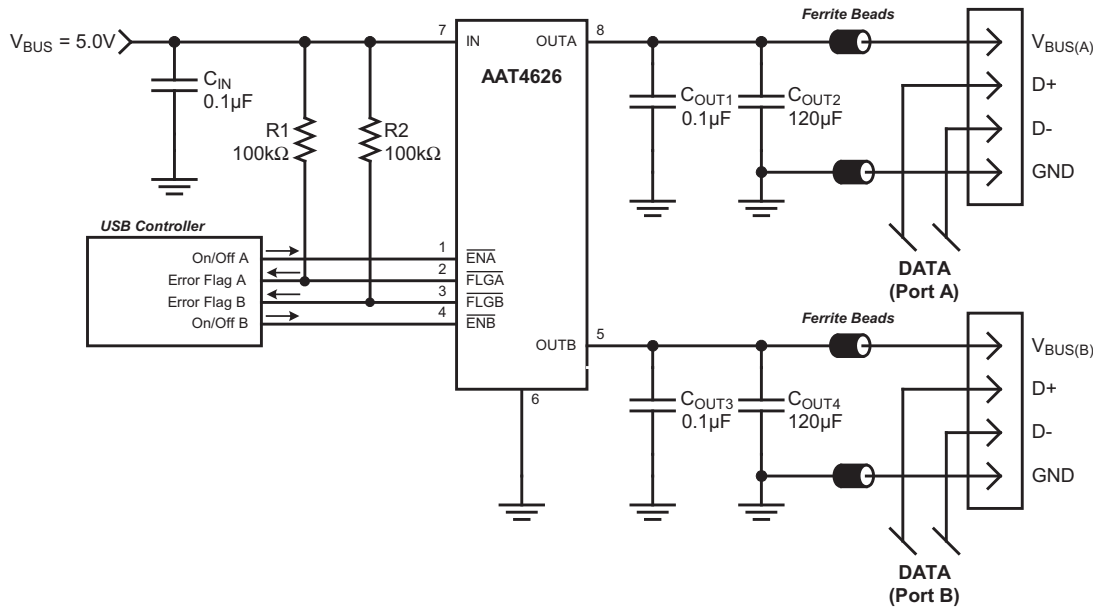 Ferrite Beads
V_BUS = 5.0V
7
IN
OUTA
8
V_BUS(A)
AAT4626
C_IN
0.1µF
R1
100kΩ
R2
100kΩ
C_OUT1
0.1µF
C_OUT2
120µF
D+
D-
GND
USB Controller
On/Off A
1
ENA
Error Flag A
2
FLGA
Error Flag B
3
FLGB
On/Off B
4
ENB
DATA
(Port A)
Ferrite Beads
OUTB
5
V_BUS(B)
6
C_OUT3
0.1µF
C_OUT4
120µF
D+
D-
GND
DATA
(Port B)